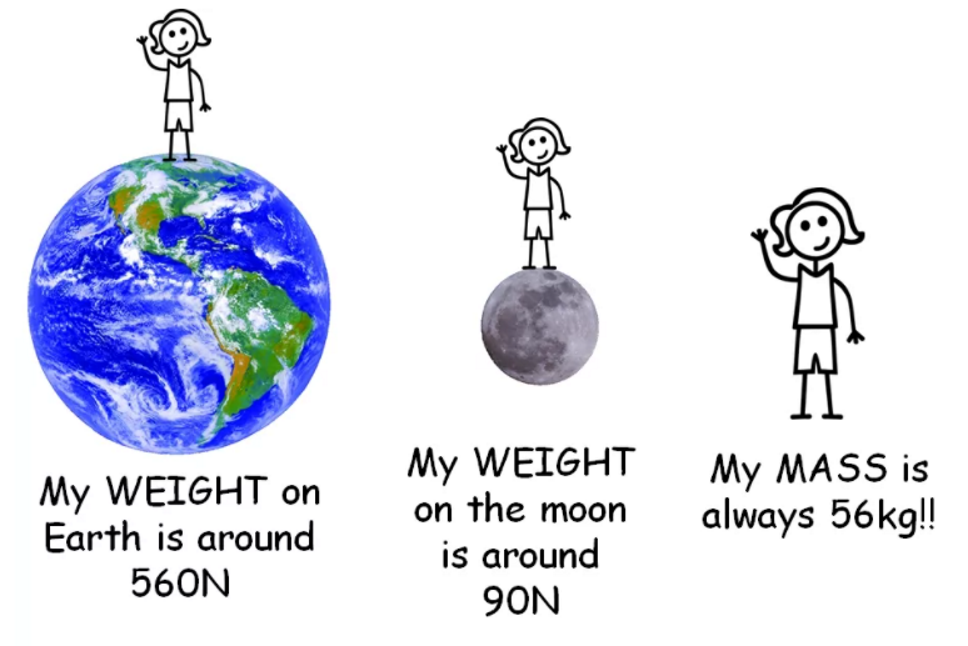 My WEIGHT on
Earth is around
560N
My WEIGHT
on the moon
is around
90N
My MASS is
always 56kg!!